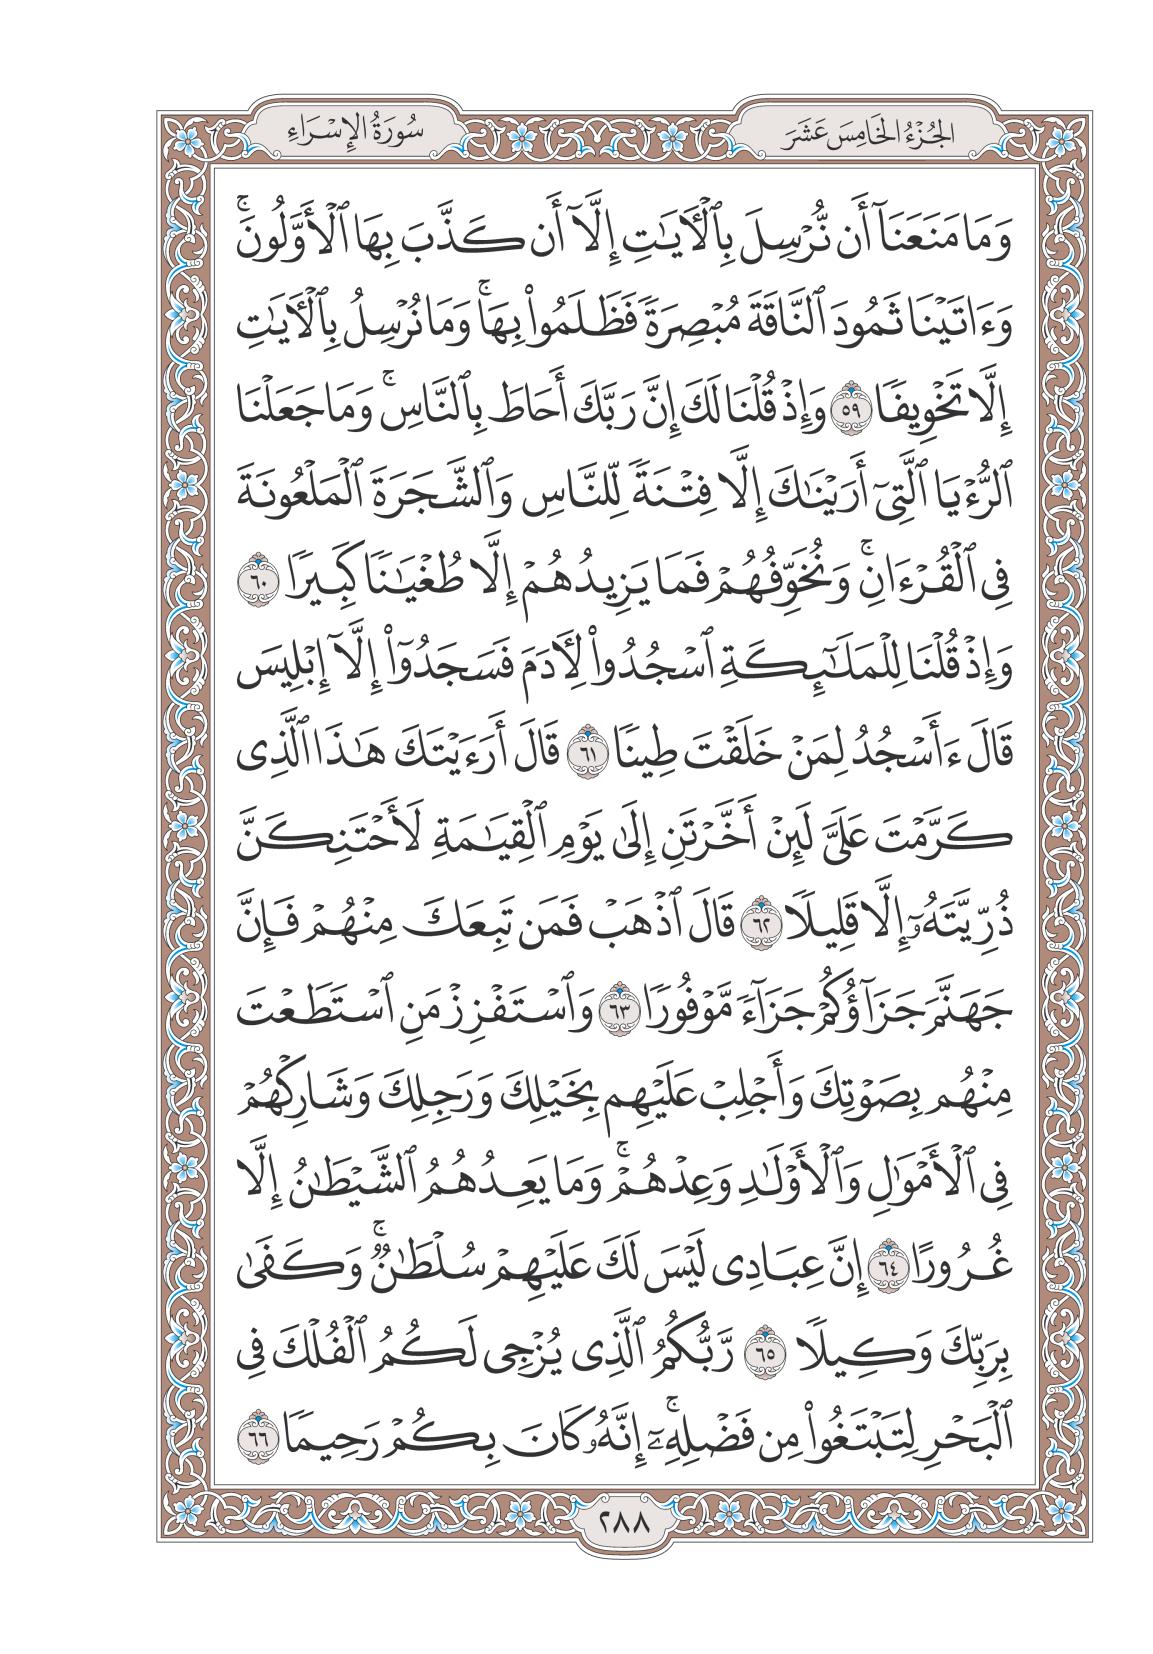 الجُزْءُ الخَامِسَ عَشَرَ
سُورَةُ الإِسْرَاءِ
وَمَا مَنَعَنَآ أَن نُّرْسِلَ بِٱلْأٓيَٰتِ إِلَّآ أَن كَذَّبَ بِهَا ٱلْأَوَّلُونَۚ
وَءَاتَيْنَا ثَمُودَ ٱلنَّاقَةَ مُبْصِرَةً فَظَلَمُوا۟ بِهَاۚ وَمَا نُرْسِلُ بِٱلْأٓيَٰتِ
إِلَّا تَخْوِيفًا ٥٩ وَإِذْ قُلْنَا لَكَ إِنَّ رَبَّكَ أَحَاطَ بِٱلنَّاسِۚ وَمَا جَعَلْنَا
ٱلرُّءْيَا ٱلَّتِىٓ أَرَيْنَٰكَ إِلَّا فِتْنَةً لِّلنَّاسِ وَٱلشَّجَرَةَ ٱلْمَلْعُونَةَ
فِى ٱلْقُرْءَانِۚ وَنُخَوِّفُهُمْ فَمَا يَزِيدُهُمْ إِلَّا طُغْيَٰنًا كَبِيرًا ٦٠
وَإِذْ قُلْنَا لِلْمَلَٰٓئِكَةِ ٱسْجُدُوا۟ لِأٓدَمَ فَسَجَدُوٓا۟ إِلَّآ إِبْلِيسَ
قَالَ ءَأَسْجُدُ لِمَنْ خَلَقْتَ طِينًا ٦١ قَالَ أَرَءَيْتَكَ هَٰذَا ٱلَّذِى
كَرَّمْتَ عَلَىَّ لَئِنْ أَخَّرْتَنِ إِلَىٰ يَوْمِ ٱلْقِيَٰمَةِ لَأَحْتَنِكَنَّ
ذُرِّيَّتَهُۥٓ إِلَّا قَلِيلًا ٦٢ قَالَ ٱذْهَبْ فَمَن تَبِعَكَ مِنْهُمْ فَإِنَّ
جَهَنَّمَ جَزَآؤُكُمْ جَزَآءً مَّوْفُورًا ٦٣ وَٱسْتَفْزِزْ مَنِ ٱسْتَطَعْتَ
مِنْهُم بِصَوْتِكَ وَأَجْلِبْ عَلَيْهِم بِخَيْلِكَ وَرَجِلِكَ وَشَارِكْهُمْ
فِى ٱلْأَمْوَٰلِ وَٱلْأَوْلَٰدِ وَعِدْهُمْۚ وَمَا يَعِدُهُمُ ٱلشَّيْطَٰنُ إِلَّا
غُرُورًا ٦٤ إِنَّ عِبَادِى لَيْسَ لَكَ عَلَيْهِمْ سُلْطَٰنٌۚ وَكَفَىٰ
بِرَبِّكَ وَكِيلًا ٦٥ رَّبُّكُمُ ٱلَّذِى يُزْجِى لَكُمُ ٱلْفُلْكَ فِى
ٱلْبَحْرِ لِتَبْتَغُوا۟ مِن فَضْلِهِۦٓۚ إِنَّهُۥ كَانَ بِكُمْ رَحِيمًا ٦٦
٢٨٨